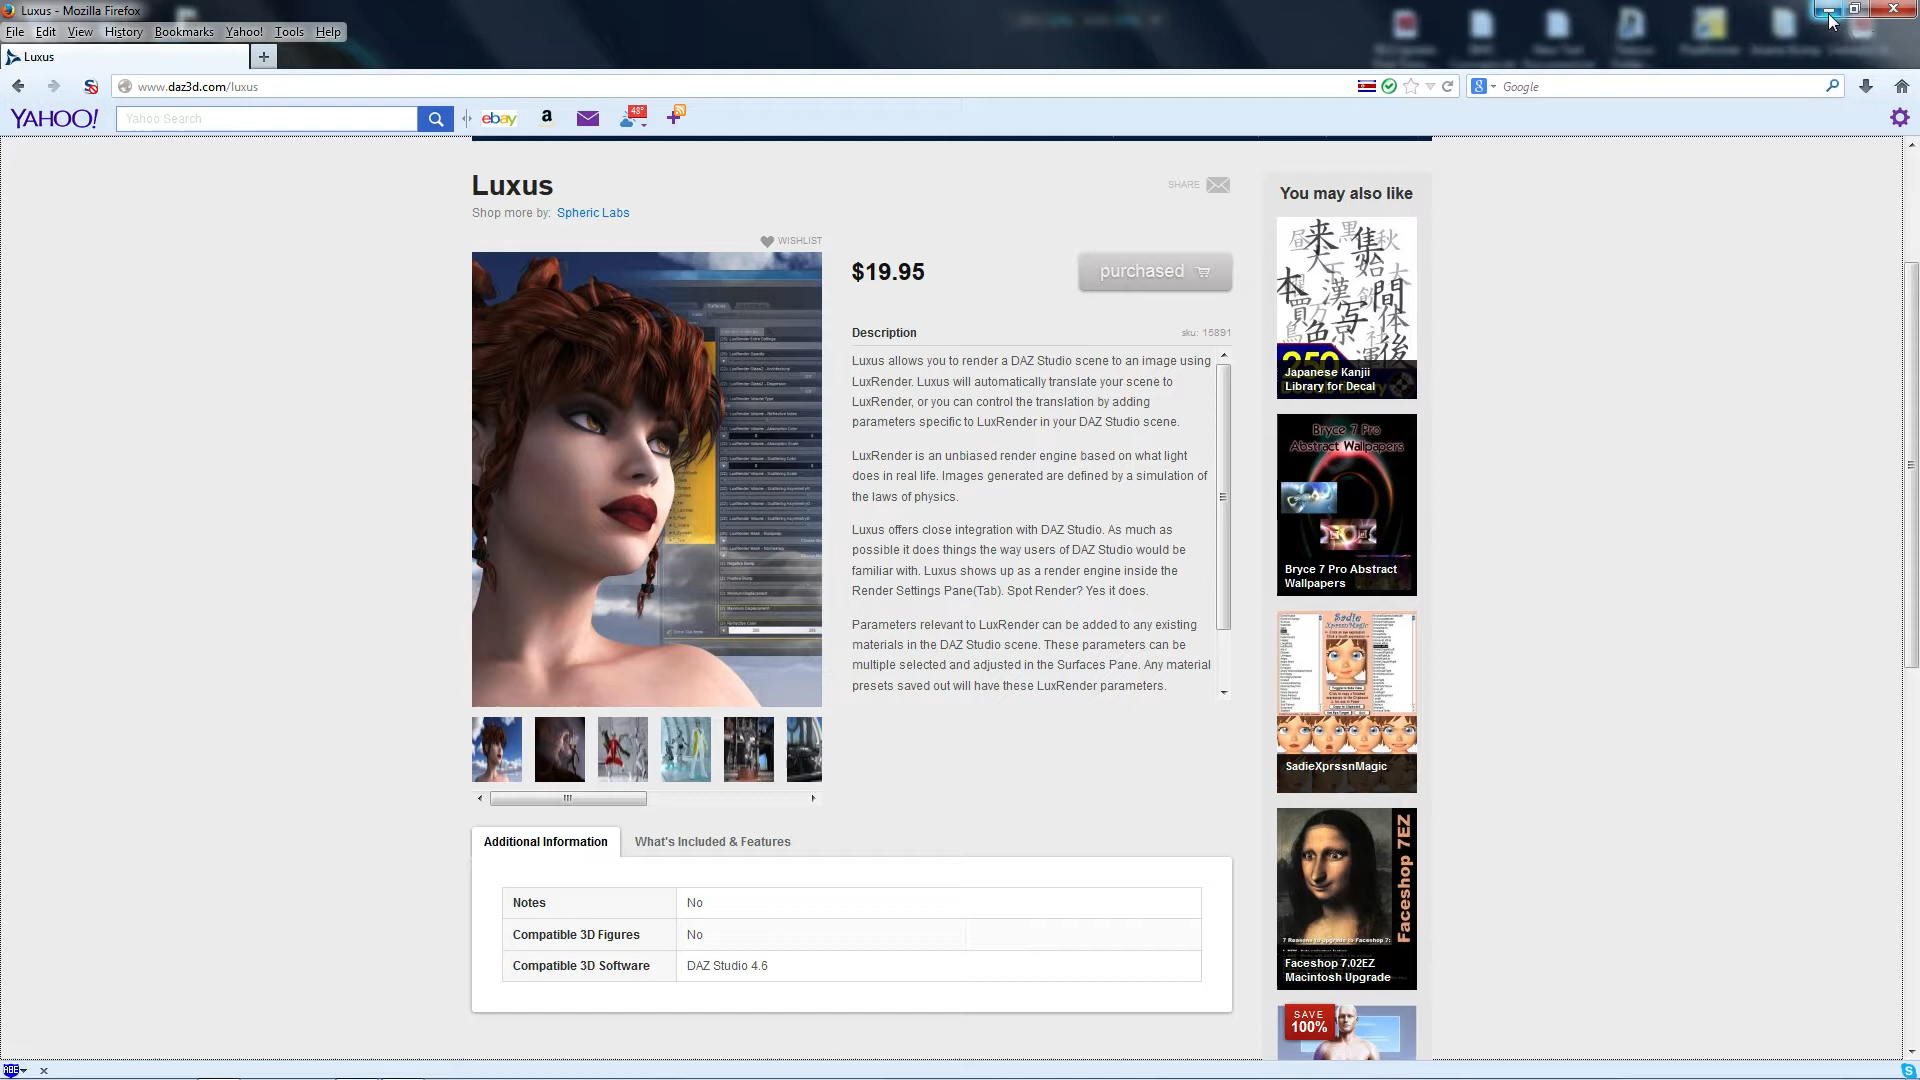 Luxus - Mozilla Firefox
File Edit View History Bookmarks Yahoo! Tools Help
Luxus
www.daz3d.com/luxus
Google
YAHOO!
Yahoo Search
ebay
a
48°
Luxus
SHARE
Shop more by: Spheric Labs
WISHLIST
$19.95
purchased
Description
sku: 15891
Luxus allows you to render a DAZ Studio scene to an image using
LuxRender. Luxus will automatically translate your scene to
LuxRender, or you can control the translation by adding
parameters specific to LuxRender in your DAZ Studio scene.
LuxRender is an unbiased render engine based on what light
does in real life. Images generated are defined by a simulation of
the laws of physics.
Luxus offers close integration with DAZ Studio. As much as
possible it does things the way users of DAZ Studio would be
familiar with. Luxus shows up as a render engine inside the
Render Settings Pane(Tab). Spot Render? Yes it does.
Parameters relevant to LuxRender can be added to any existing
materials in the DAZ Studio scene. These parameters can be
multiple selected and adjusted in the Surfaces Pane. Any material
presets saved out will have these LuxRender parameters.
Additional Information
What's Included & Features
Notes No
Compatible 3D Figures No
Compatible 3D Software DAZ Studio 4.6
You may also like
Japanese Kanjii
Library for Decal
Bryce 7 Pro
Abstract Wallpapers
Bryce 7 Pro Abstract
Wallpapers
Sadie
XprssnMagic
SadieXprssnMagic
Faceshop 7EZ
7 Reasons to upgrade to Faceshop 7:
Faceshop 7.02EZ
Macintosh Upgrade
SAVE
100%
ABE